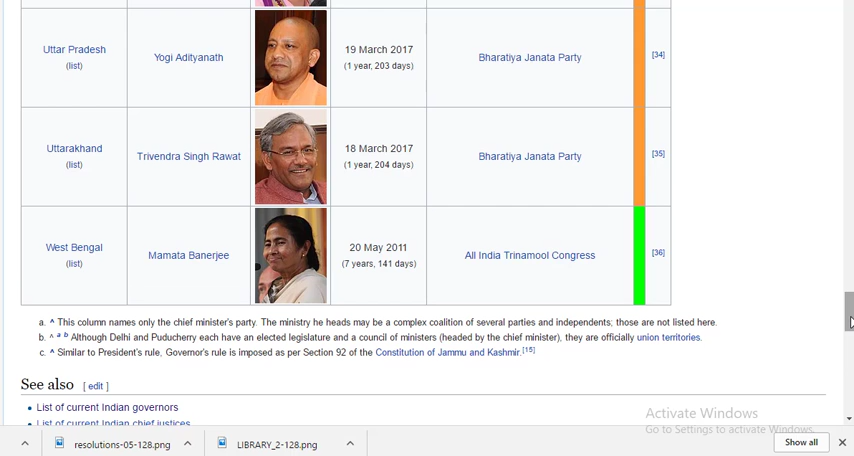 Uttar Pradesh
(list)
Yogi Adityanath
19 March 2017
(1 year, 203 days)
Bharatiya Janata Party
[34]
Uttarakhand
(list)
Trivendra Singh Rawat
18 March 2017
(1 year, 204 days)
Bharatiya Janata Party
[35]
West Bengal
(list)
Mamata Banerjee
20 May 2011
(7 years, 141 days)
All India Trinamool Congress
[36]
a. ^ This column names only the chief minister's party. The ministry he heads may be a complex coalition of several parties and independents; those are not listed here.
b. ^ a b Although Delhi and Puducherry each have an elected legislature and a council of ministers (headed by the chief minister), they are officially union territories.
c. ^ Similar to President's rule, Governor's rule is imposed as per Section 92 of the Constitution of Jammu and Kashmir.[15]
See also [ edit ]
• List of current Indian governors
• List of current Indian chief justices
Activate Windows
Go to Settings to activate Windows.
resolutions-05-128.png
LIBRARY_2-128.png
Show all